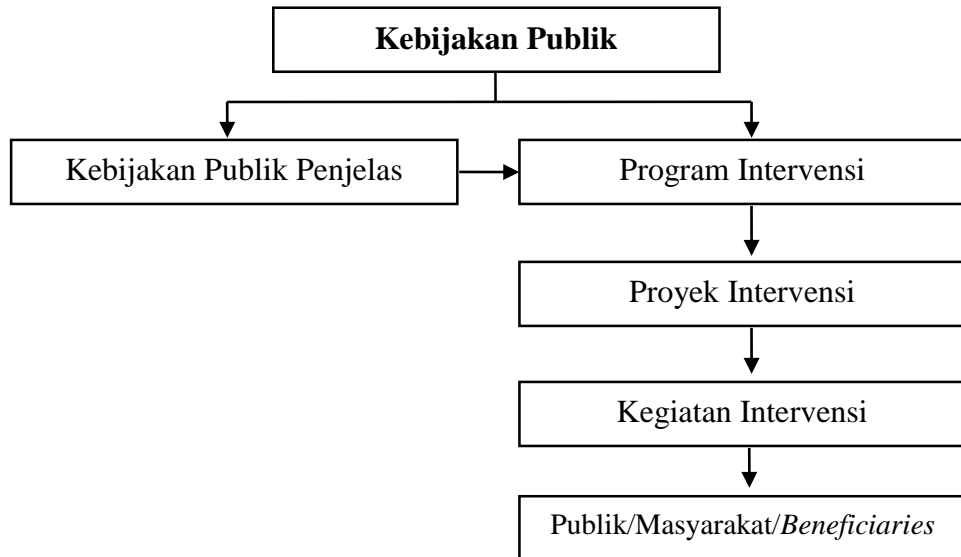 Kebijakan Publik
Kebijakan Publik Penjelas
Program Intervensi
Proyek Intervensi
Kegiatan Intervensi
Publik/Masyarakat/Beneficiaries